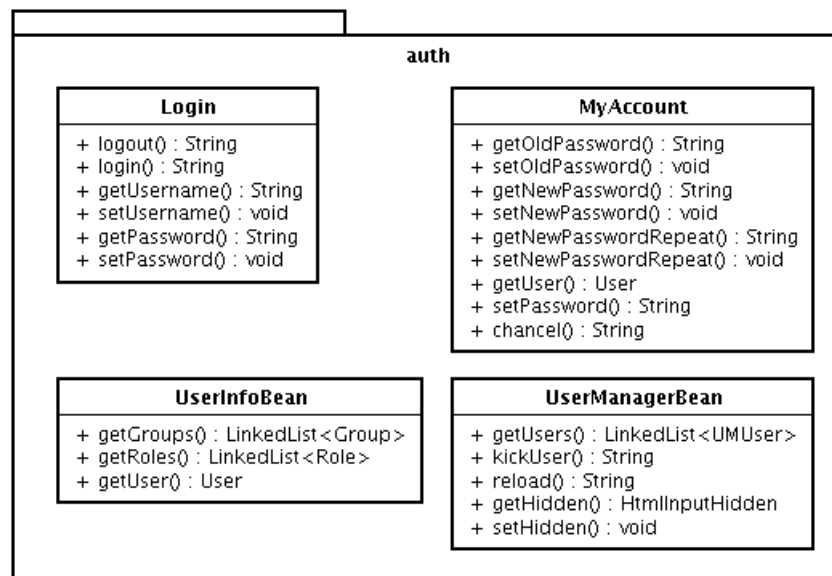 auth
Login
+ logout() : String
+ login() : String
+ getUsername() : String
+ setUsername() : void
+ getPassword() : String
+ setPassword() : void
MyAccount
+ getOldPassword() : String
+ setOldPassword() : void
+ getNewPassword() : String
+ setNewPassword() : void
+ getNewPasswordRepeat() : String
+ setNewPasswordRepeat() : void
+ getUser() : User
+ setPassword() : String
+ chancel() : String
UserInfoBean
+ getGroups() : LinkedList<Group>
+ getRoles() : LinkedList<Role>
+ getUser() : User
UserManagerBean
+ getUsers() : LinkedList<UMUser>
+ kickUser() : String
+ reload() : String
+ getHidden() : HtmlInputHidden
+ setHidden() : void